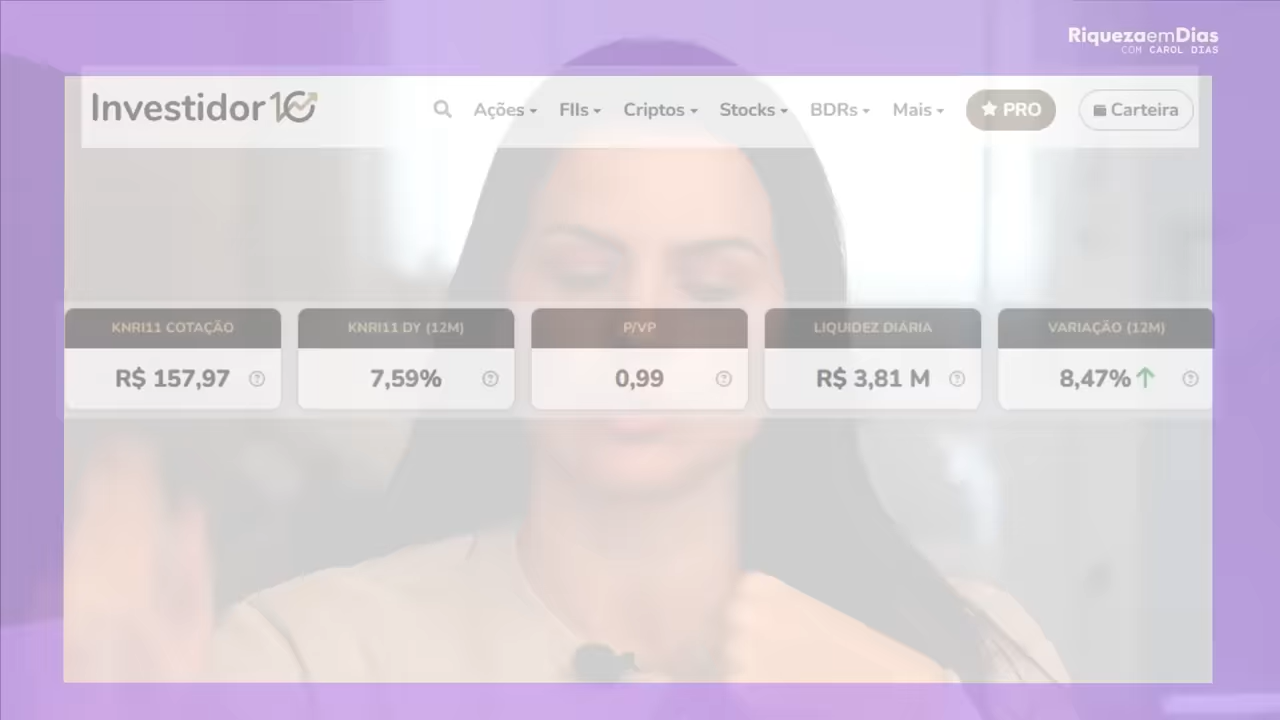 RiquezaemDias
COM CAROL DIAS
Investidor10
Ações FIIs Criptos Stocks BDRs Mais PRO Carteira
KNRI11 COTAÇÃO KNRI11 DY (12M) P/VP LIQUIDEZ DIÁRIA VARIAÇÃO (12M)
R$ 157,97 7,59% 0,99 R$ 3,81 M 8,47%